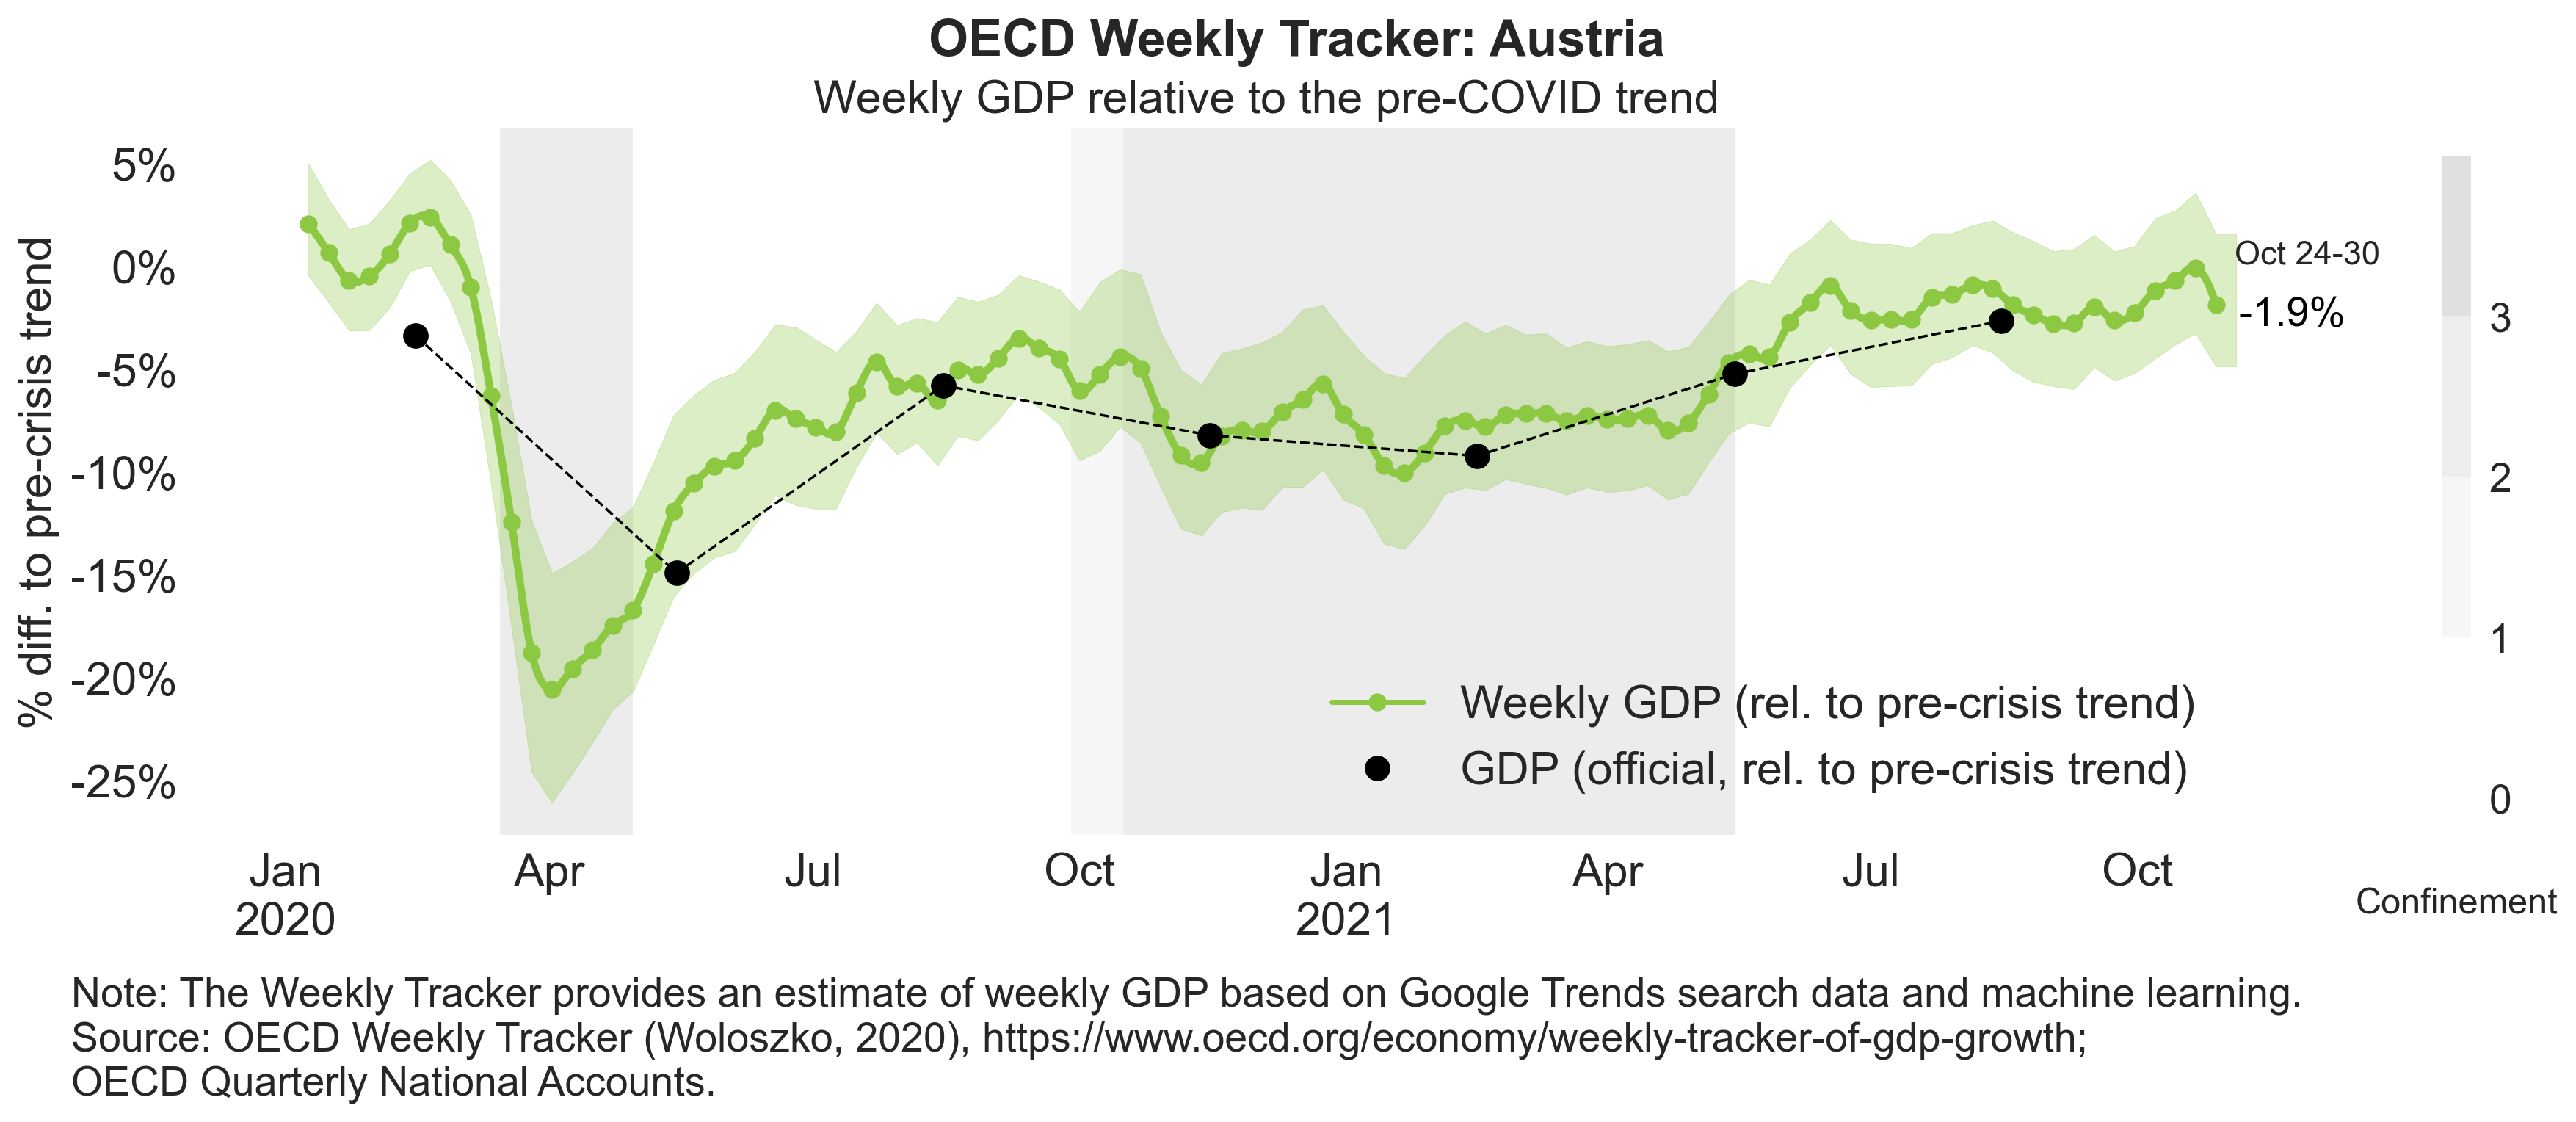 OECD Weekly Tracker: Austria
Weekly GDP relative to the pre-COVID trend
% diff. to pre-crisis trend
5%
0%
-5%
-10%
-15%
-20%
-25%
Oct 24-30
-1.9%
Weekly GDP (rel. to pre-crisis trend)
GDP (official, rel. to pre-crisis trend)
3
2
1
0
Jan Apr Jul Oct Jan Apr Jul Oct
2020 2021
Confinement
Note: The Weekly Tracker provides an estimate of weekly GDP based on Google Trends search data and machine learning.
Source: OECD Weekly Tracker (Woloszko, 2020), https://www.oecd.org/economy/weekly-tracker-of-gdp-growth;
OECD Quarterly National Accounts.